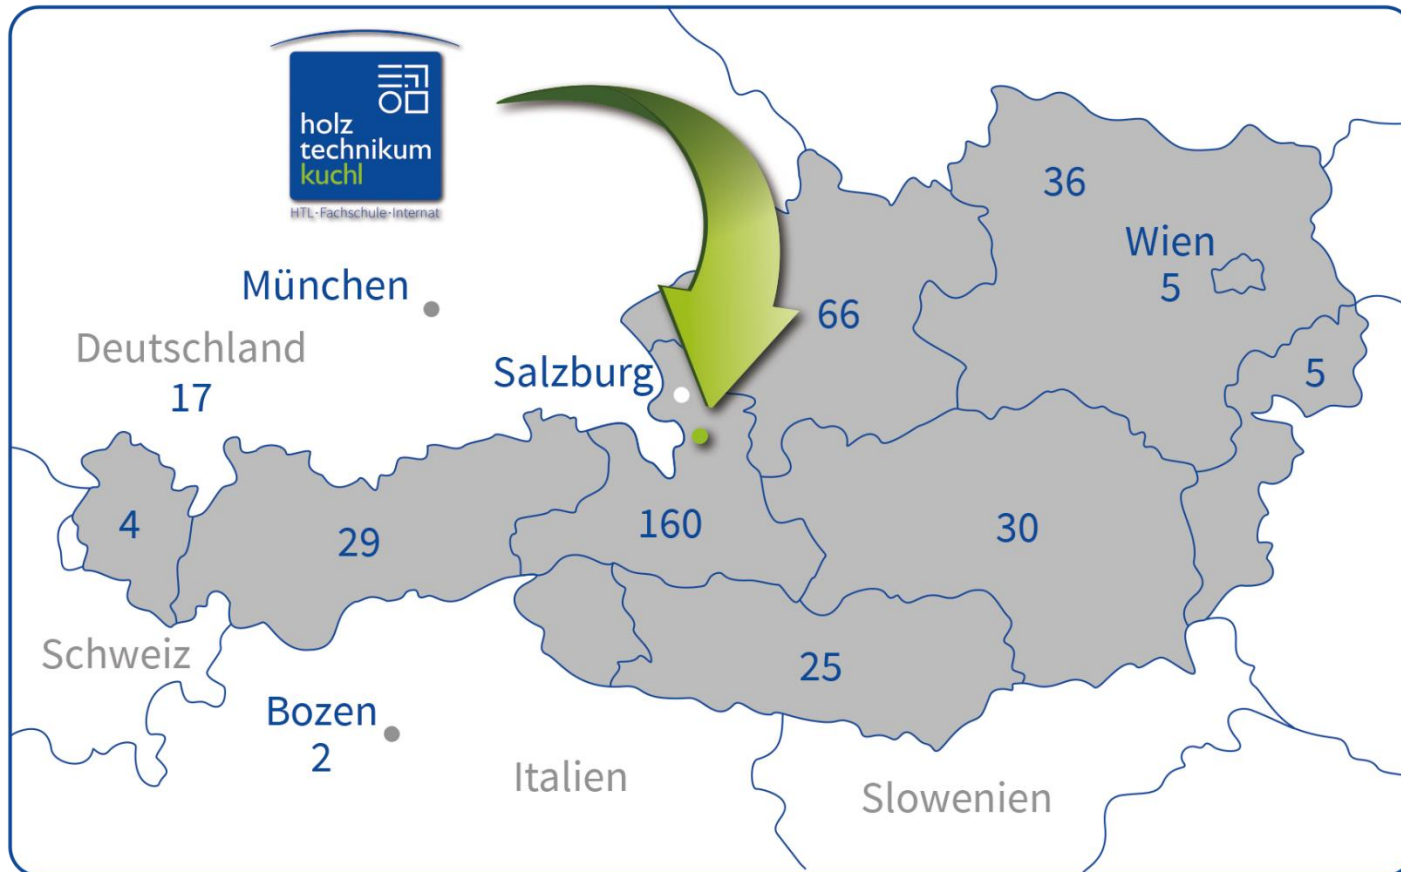 holz
technikum
kuchl
HTL-Fachschule-Internat
36
Wien
5
München
66
Deutschland
17
Salzburg
5
4
29
160
30
Schweiz
25
Bozen
2
Italien
Slowenien